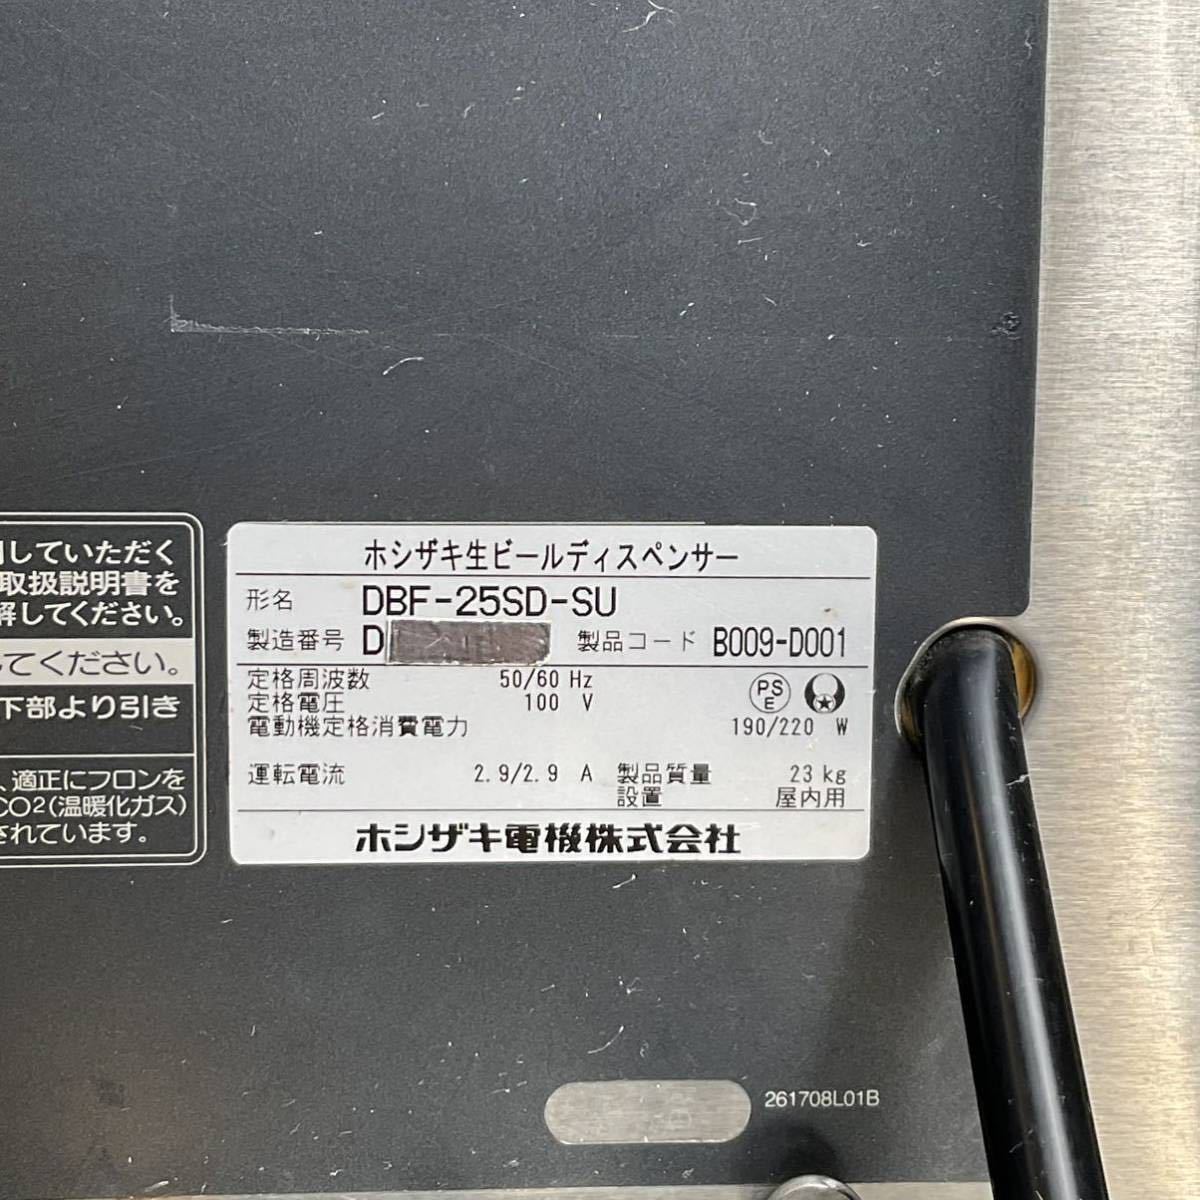 していただく
取扱説明書を
解してください。
してください。
下部より引き
、適正にフロンを
CO2(温暖化ガス)
されています。
ホシザキ生ビールディスペンサー
形名 DBF-25SD-SU
製造番号 D 製品コード B009-D001
定格周波数 50/60 Hz
定格電圧 100 V
PS
E
電動機定格消費電力 190/220 W
運転電流 2.9/2.9 A 製品質量 23 kg
設置 屋内用
ホシザキ電機株式会社
261708L01B